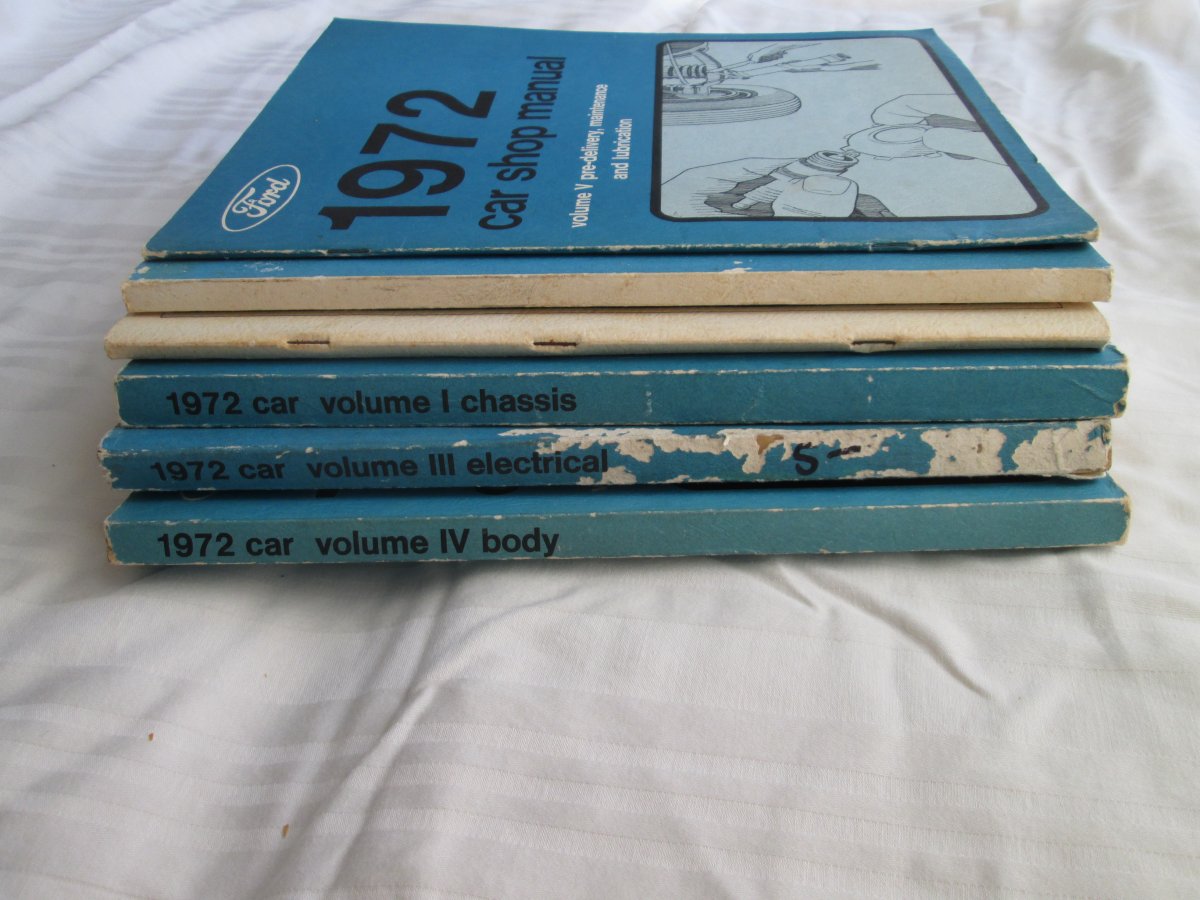 Ford
1972
car shop manual
volume V pre-delivery, maintenance
and lubrication
1972 car volume I chassis
1972 car volume III electrical
5-
1972 car volume IV body